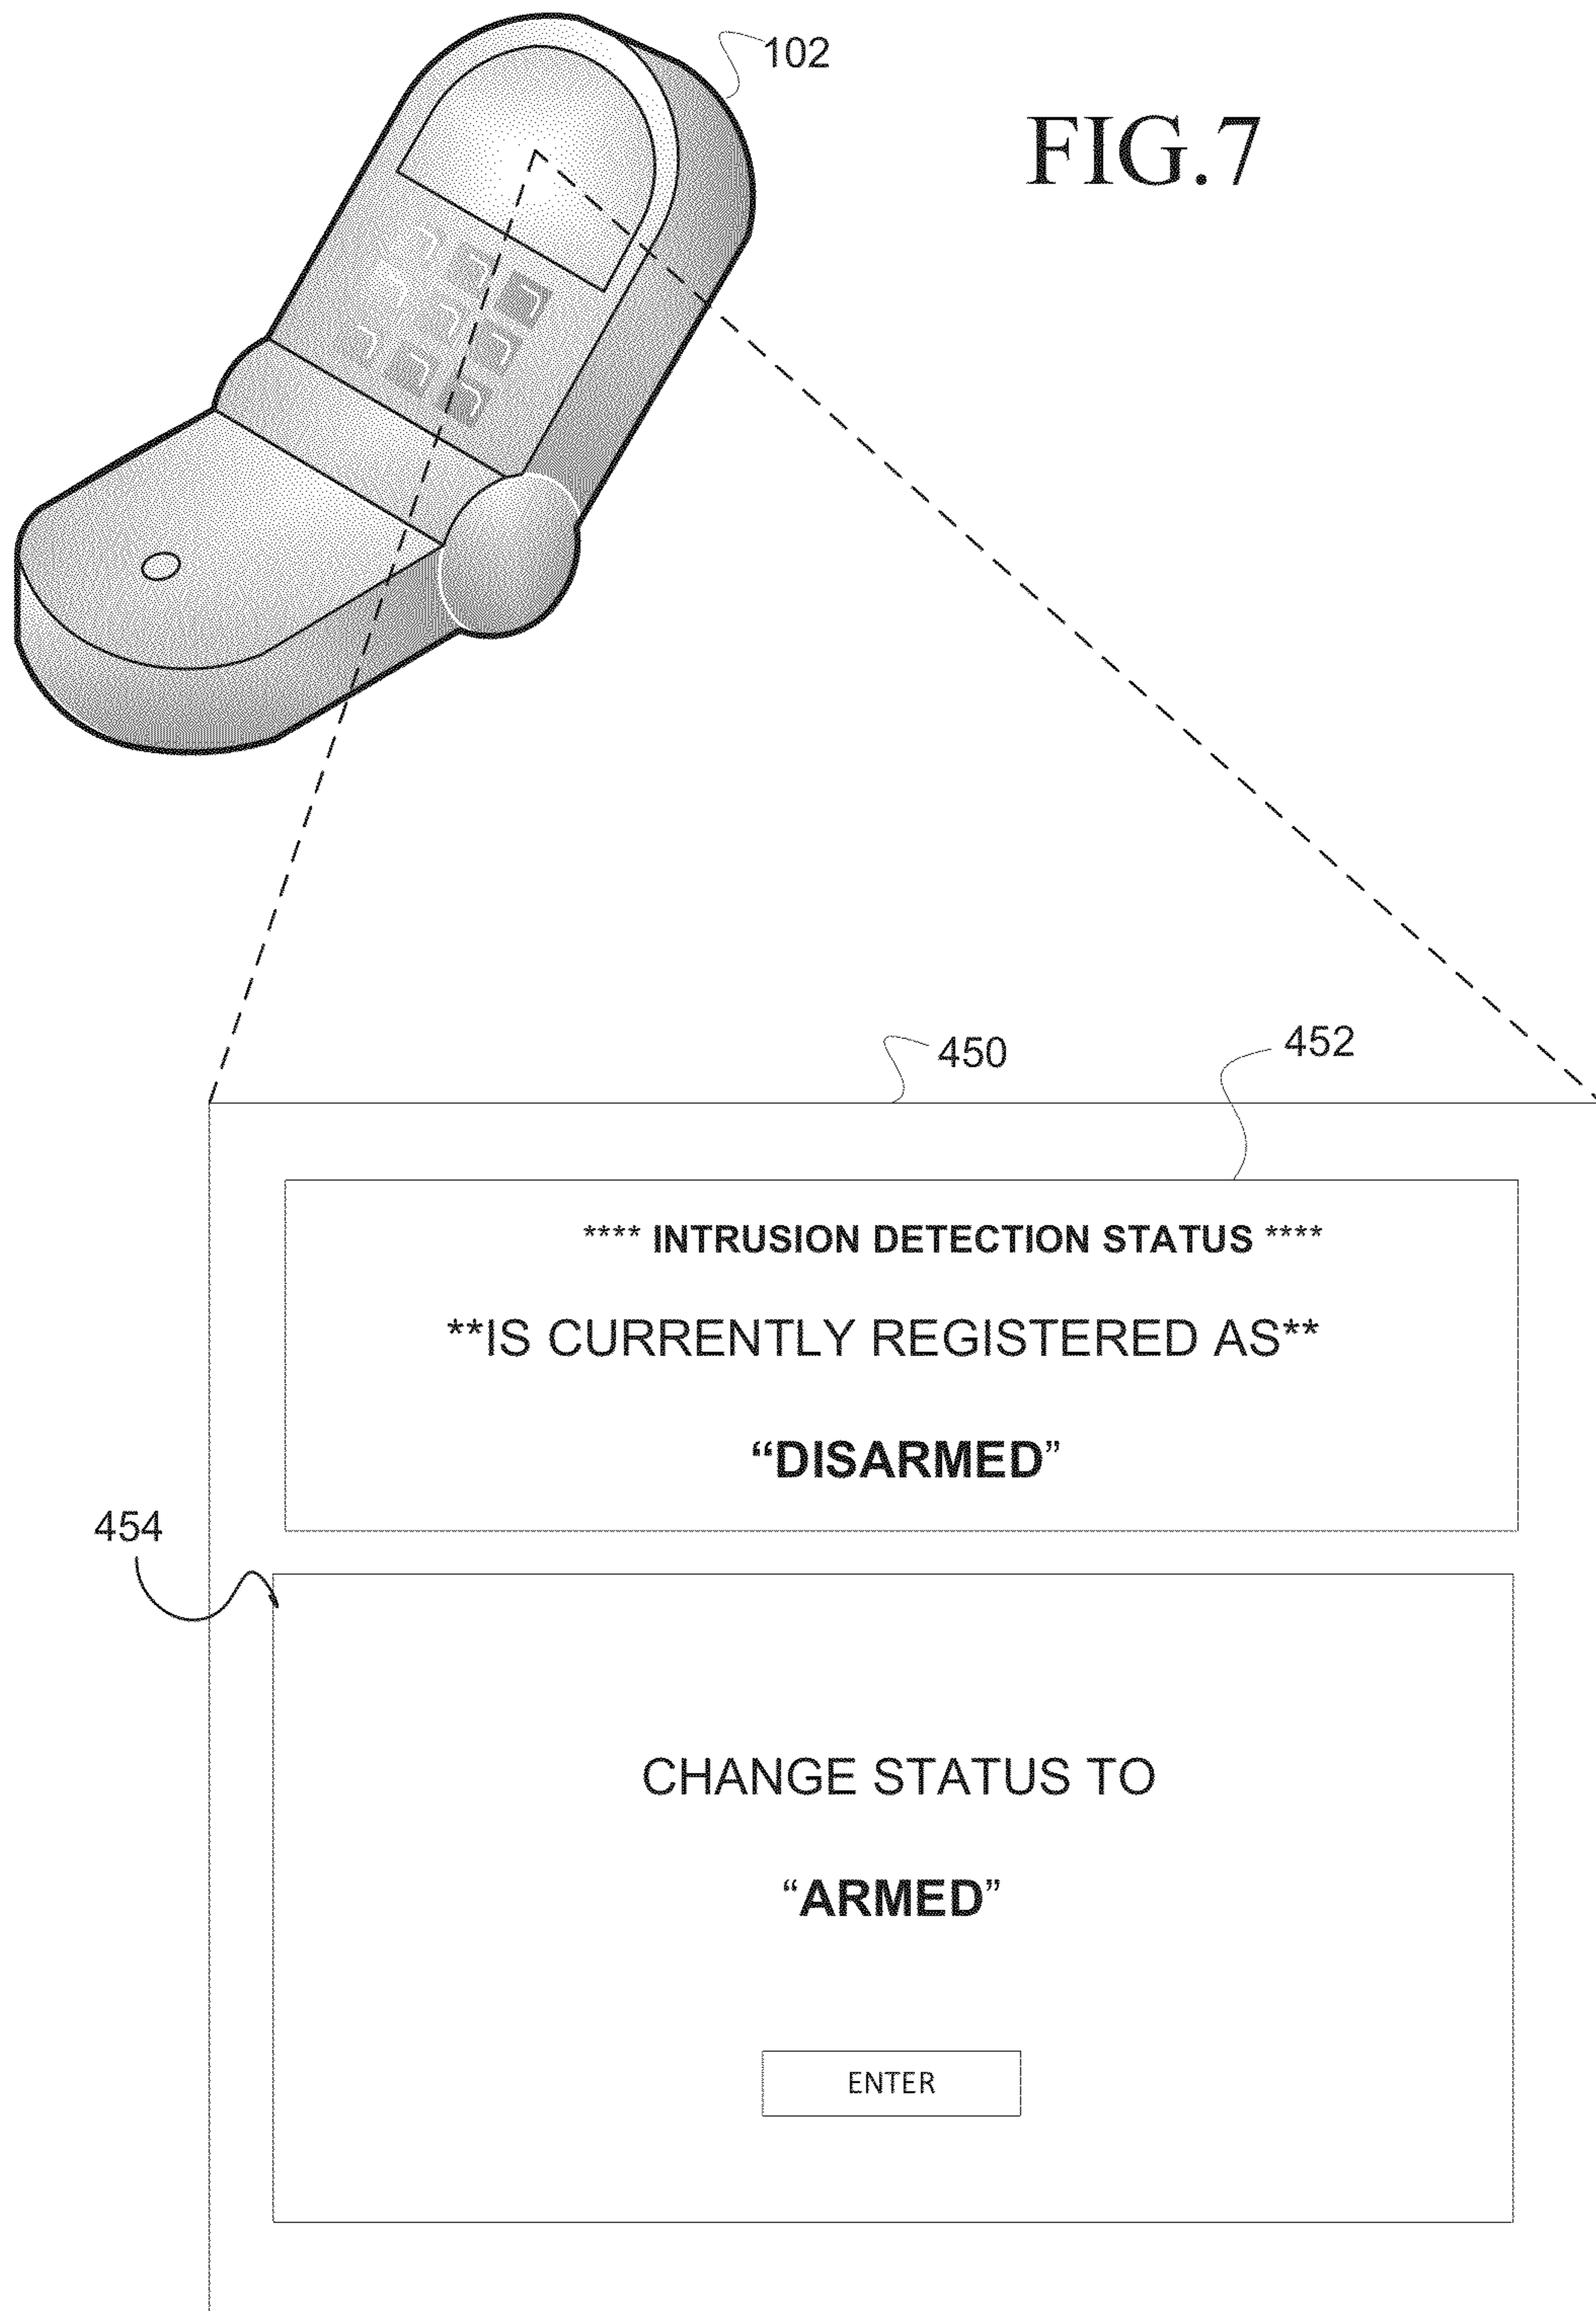 102
FIG.7
450
452
**** INTRUSION DETECTION STATUS ****
**IS CURRENTLY REGISTERED AS**
“DISARMED”
454
CHANGE STATUS TO
“ARMED”
ENTER